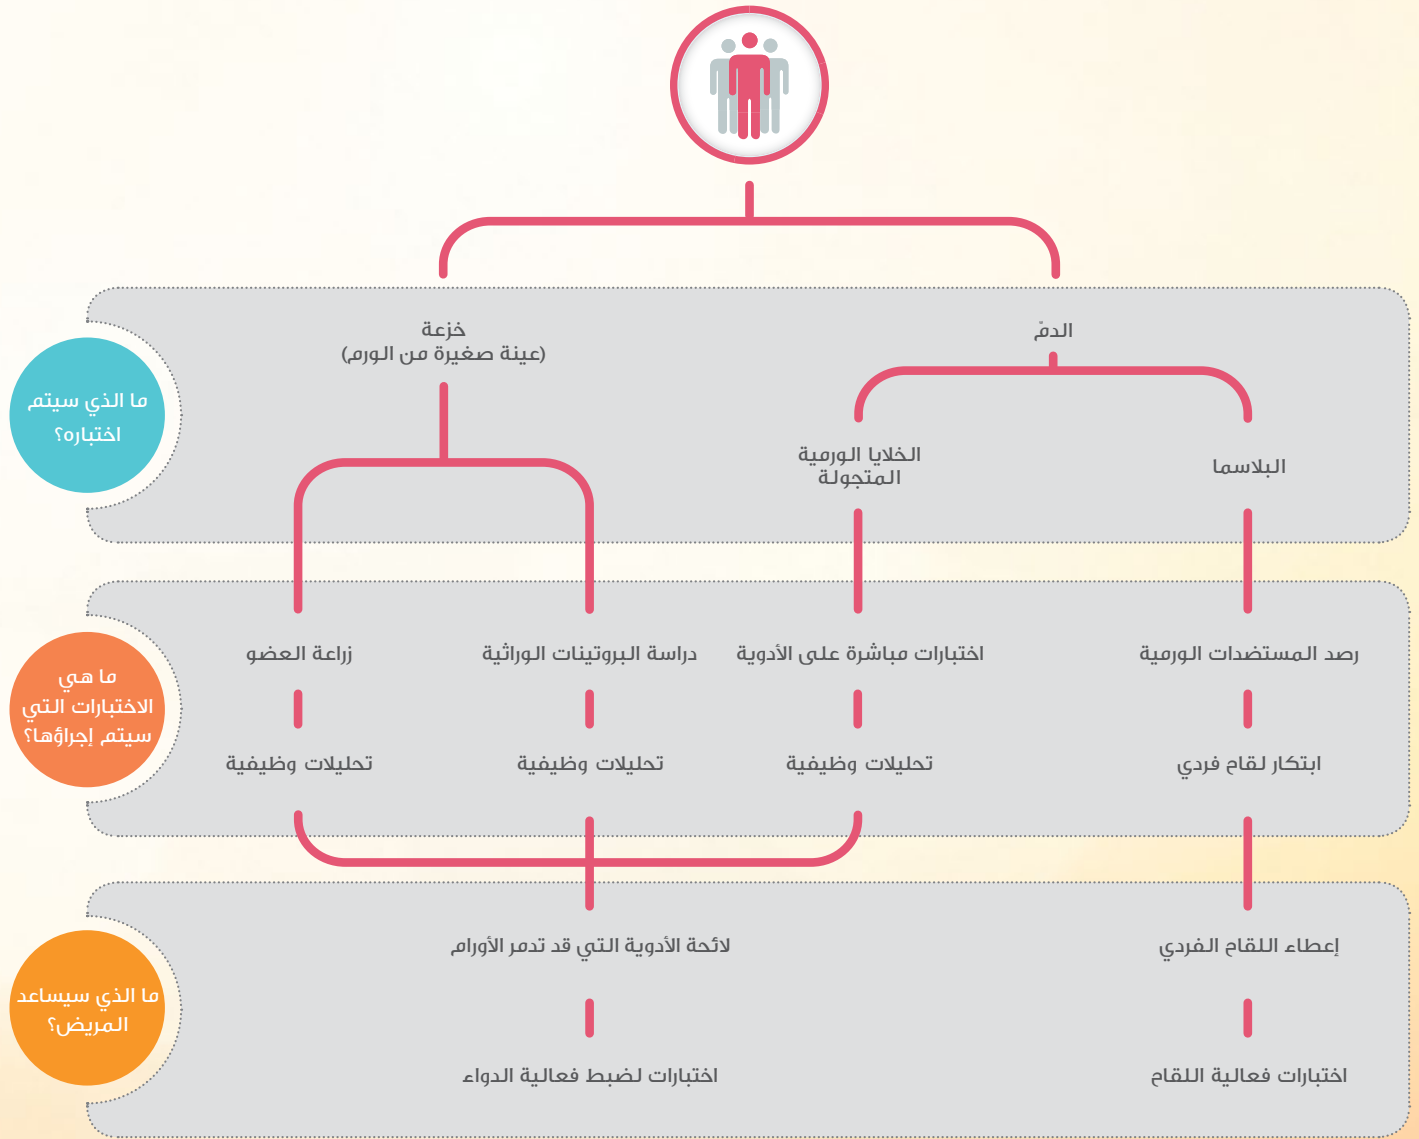 الدمّ
خزعة
(عينة صغيرة من الورم)
ما الذي سيتم
اختباره؟
البلاسما
الخلايا الورمية
المتجولة
رصد المستضدات الورمية
اختبارات مباشرة على الأدوية
دراسة البروتينات الوراثية
زراعة العضو
ما هي
الاختبارات التي
سيتم إجراؤها؟
ابتكار لقاح فردي
تحليلات وظيفية
تحليلات وظيفية
تحليلات وظيفية
إعطاء اللقاح الفردي
لائحة الأدوية التي قد تدمر الأورام
ما الذي سيساعد
المريض؟
اختبارات فعالية اللقاح
اختبارات لضبط فعالية الدواء